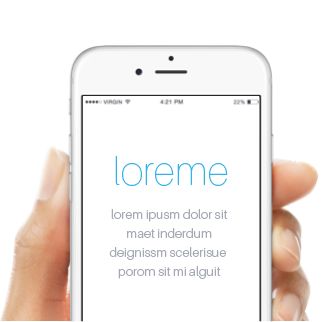 VIRGIN 4:21 PM 22%
loreme
lorem ipusm dolor sit
maet inderdum
deignissm scelerisue
porom sit mi alguit